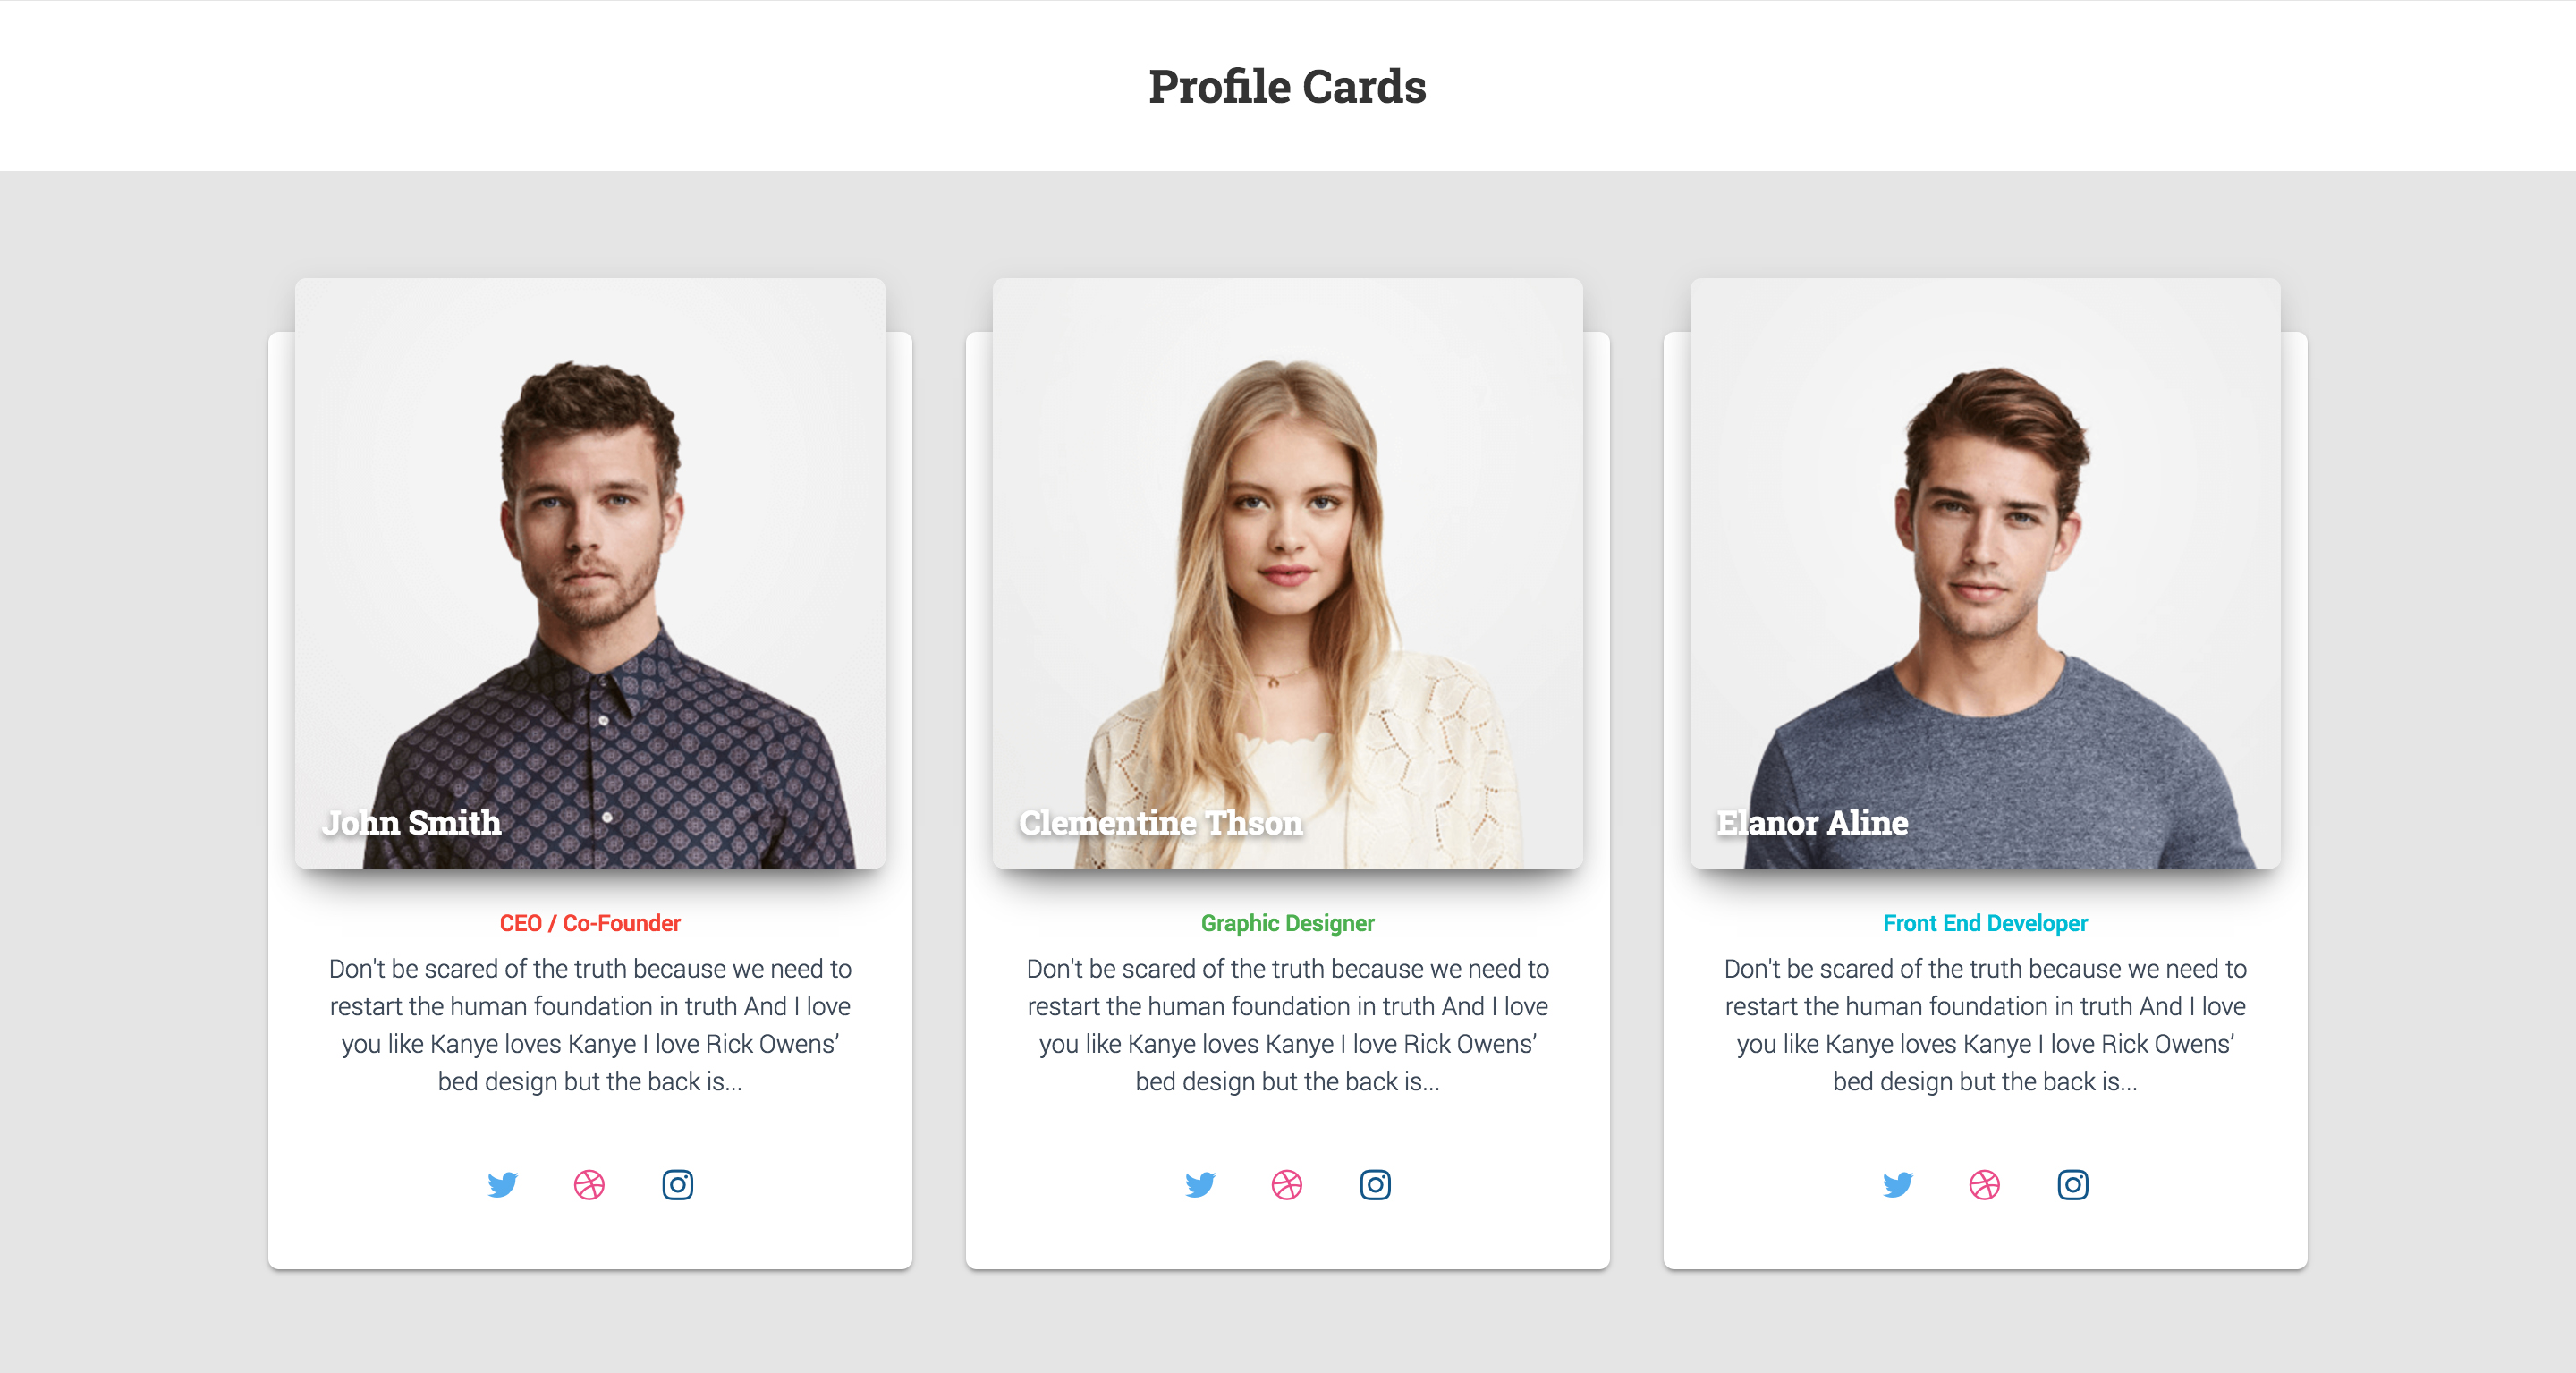 Profile Cards
John Smith
CEO / Co-Founder
Don't be scared of the truth because we need to
restart the human foundation in truth And I love
you like Kanye loves Kanye I love Rick Owens’
bed design but the back is...
Clementine Thson
Graphic Designer
Don't be scared of the truth because we need to
restart the human foundation in truth And I love
you like Kanye loves Kanye I love Rick Owens’
bed design but the back is...
Elanor Aline
Front End Developer
Don't be scared of the truth because we need to
restart the human foundation in truth And I love
you like Kanye loves Kanye I love Rick Owens’
bed design but the back is...